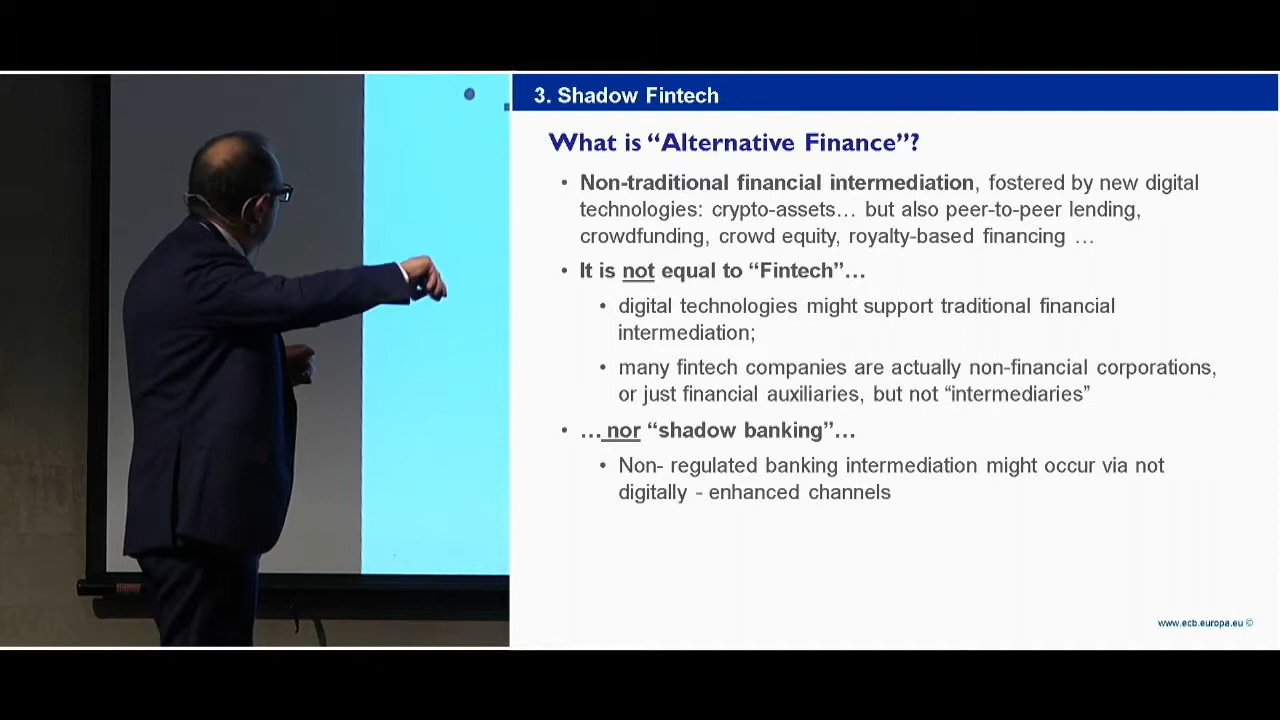 3. Shadow Fintech
What is “Alternative Finance”?
• Non-traditional financial intermediation, fostered by new digital
technologies: crypto-assets… but also peer-to-peer lending,
crowdfunding, crowd equity, royalty-based financing …
• It is not equal to “Fintech”…
• digital technologies might support traditional financial
intermediation;
• many fintech companies are actually non-financial corporations,
or just financial auxiliaries, but not “intermediaries”
• … nor “shadow banking”…
• Non- regulated banking intermediation might occur via not
digitally - enhanced channels
www.ecb.europa.eu ©